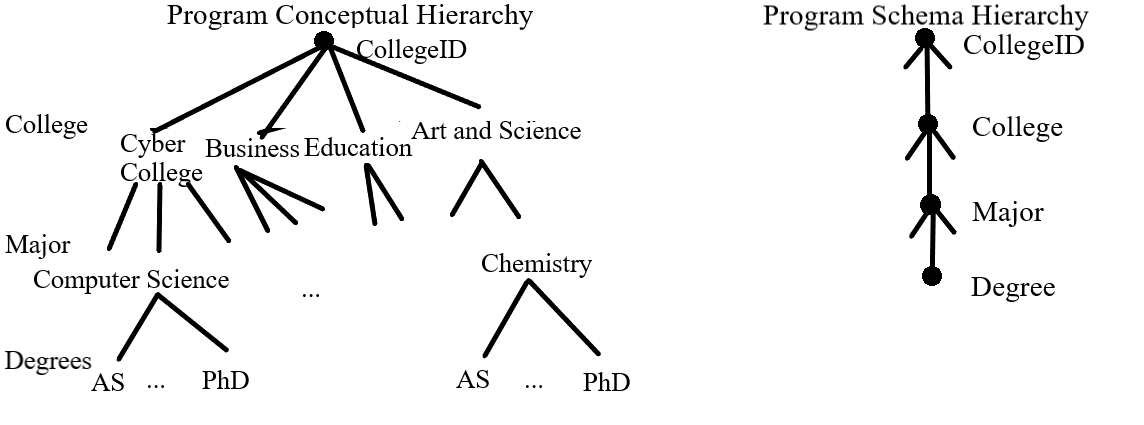 Program Conceptual Hierarchy
CollegeID
College
Cyber
College
Business
Education
Art and Science
Major
Computer Science
...
Chemistry
Degrees
AS ... PhD
AS ... PhD
Program Schema Hierarchy
CollegeID
College
Major
Degree